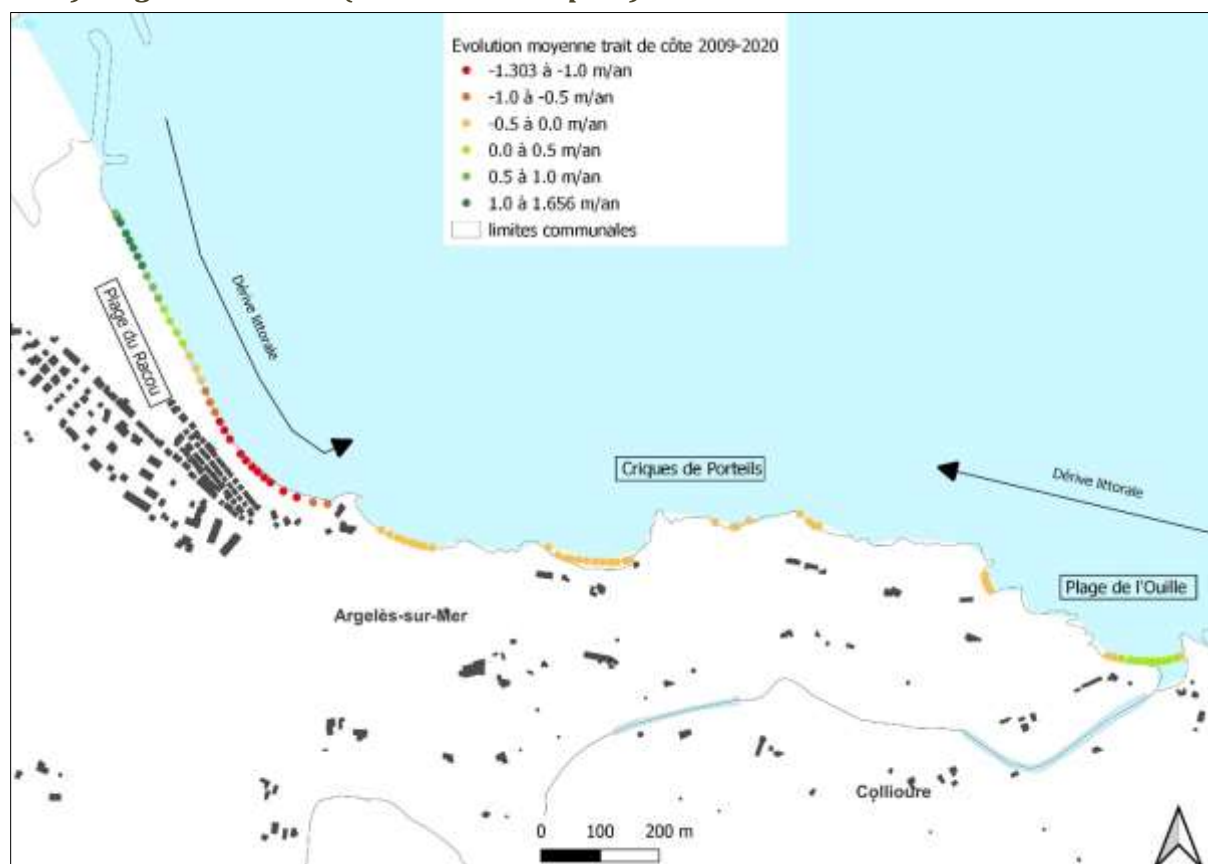 Evolution moyenne trait de côte 2009-2020
-1.303 à -1.0 m/an
-1.0 à -0.5 m/an
-0.5 à 0.0 m/an
0.0 à 0.5 m/an
0.5 à 1.0 m/an
1.0 à 1.656 m/an
limites communales
Dérive littorale
Plage du Racou
Criques de Porteils
Dérive littorale
Plage de l'Ouille
Argelès-sur-Mer
Collioure
0 100 200 m